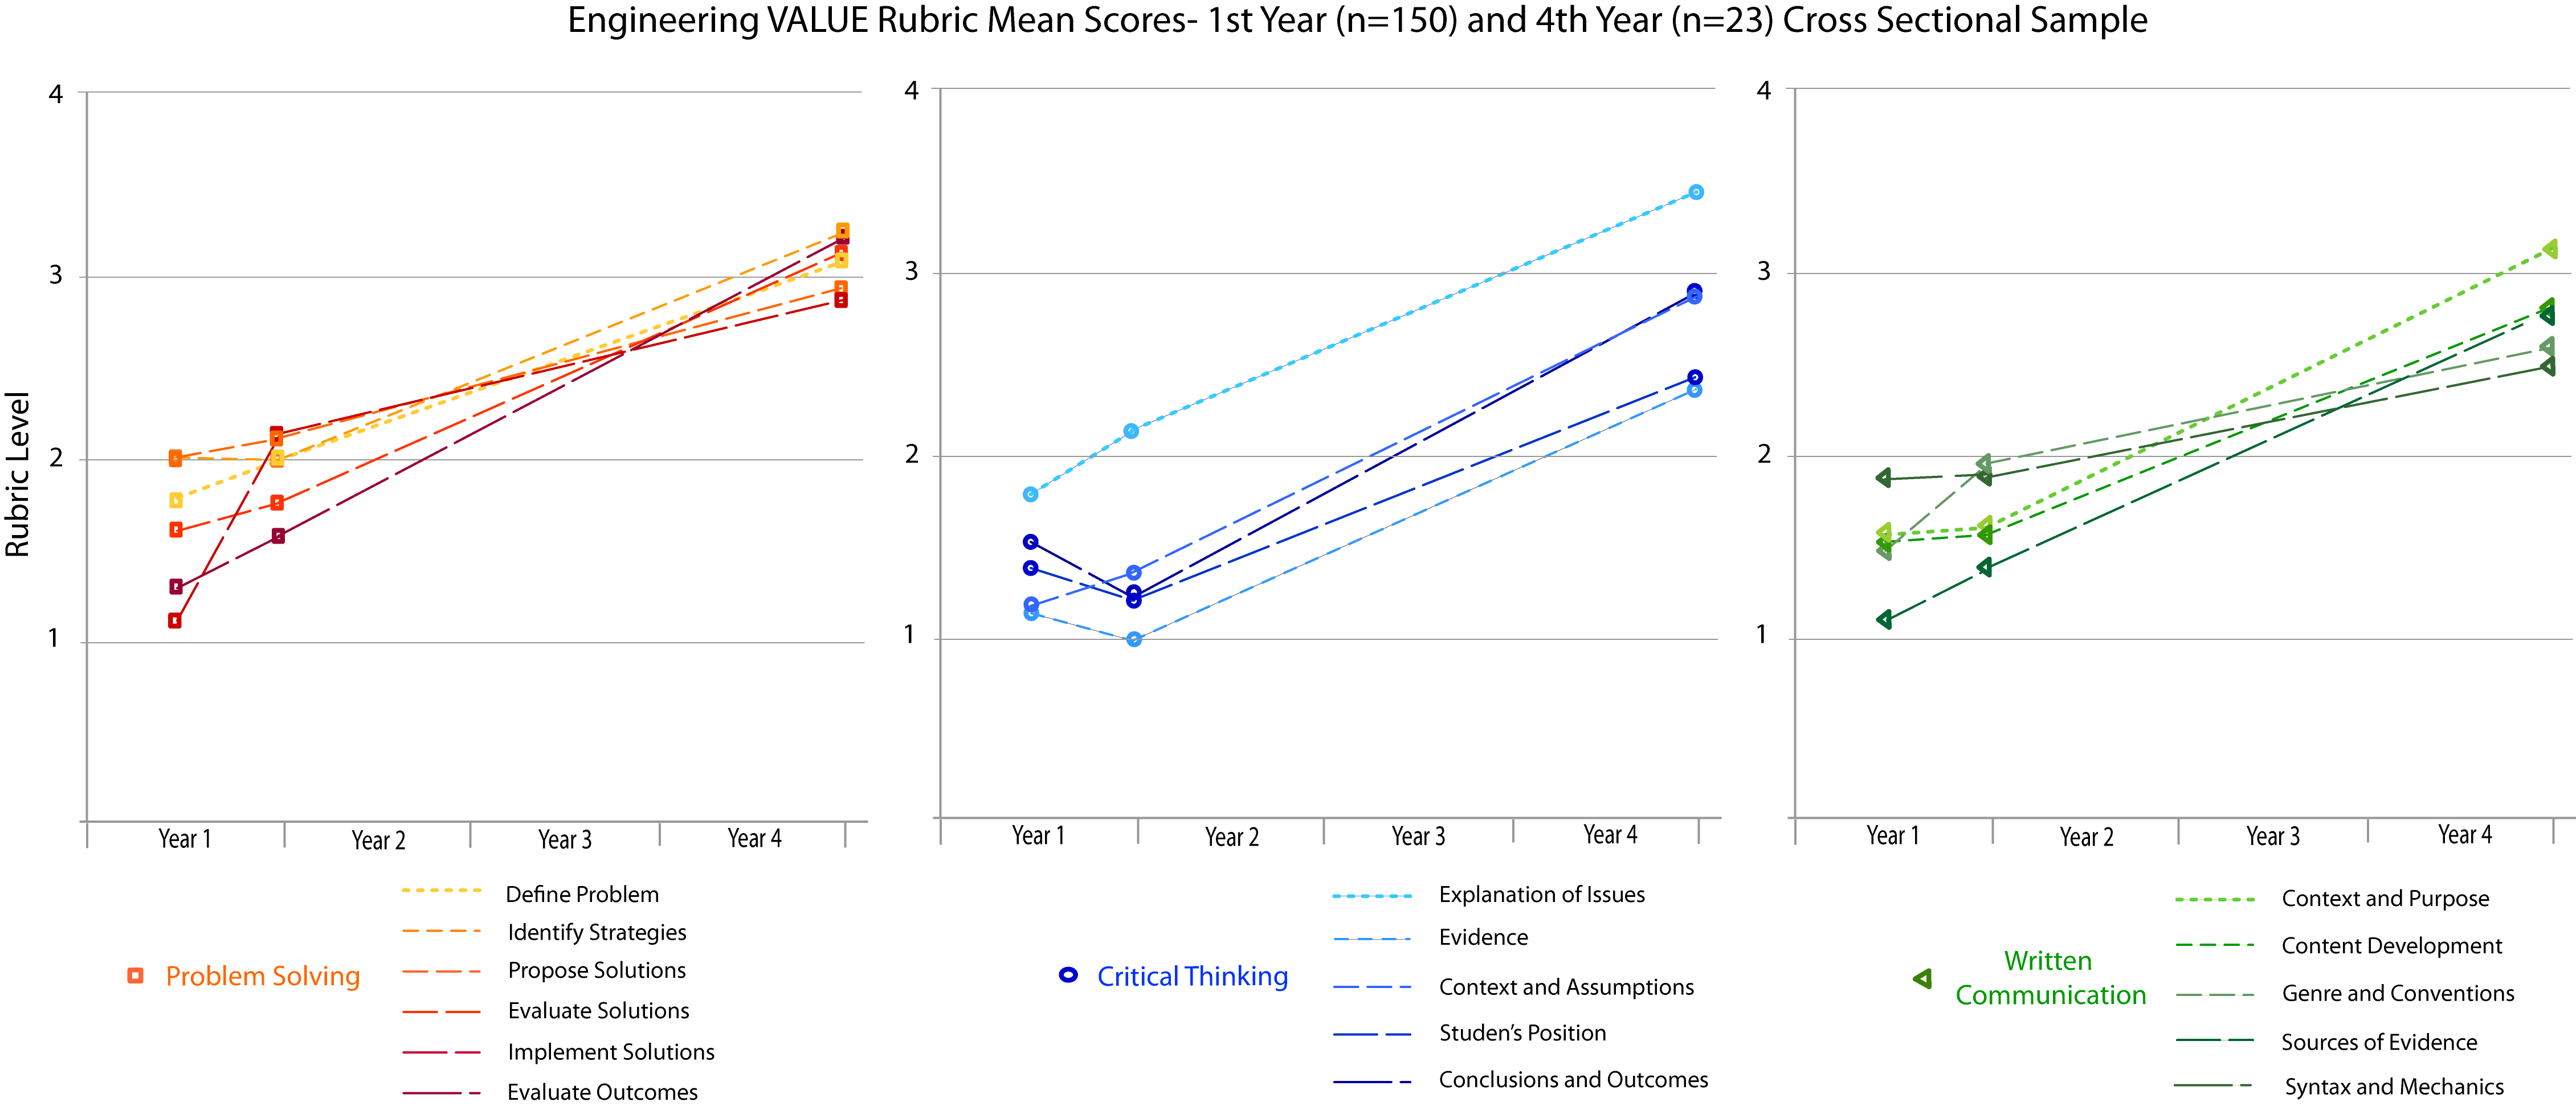 Engineering VALUE Rubric Mean Scores- 1st Year (n=150) and 4th Year (n=23) Cross Sectional Sample
Rubric Level
4
3
2
1
Year 1
Year 2
Year 3
Year 4
4
3
2
1
Year 1
Year 2
Year 3
Year 4
4
3
2
1
Year 1
Year 2
Year 3
Year 4
Problem Solving
Define Problem
Identify Strategies
Propose Solutions
Evaluate Solutions
Implement Solutions
Evaluate Outcomes
Critical Thinking
Explanation of Issues
Evidence
Context and Assumptions
Studen's Position
Conclusions and Outcomes
Written
Communication
Context and Purpose
Content Development
Genre and Conventions
Sources of Evidence
Syntax and Mechanics